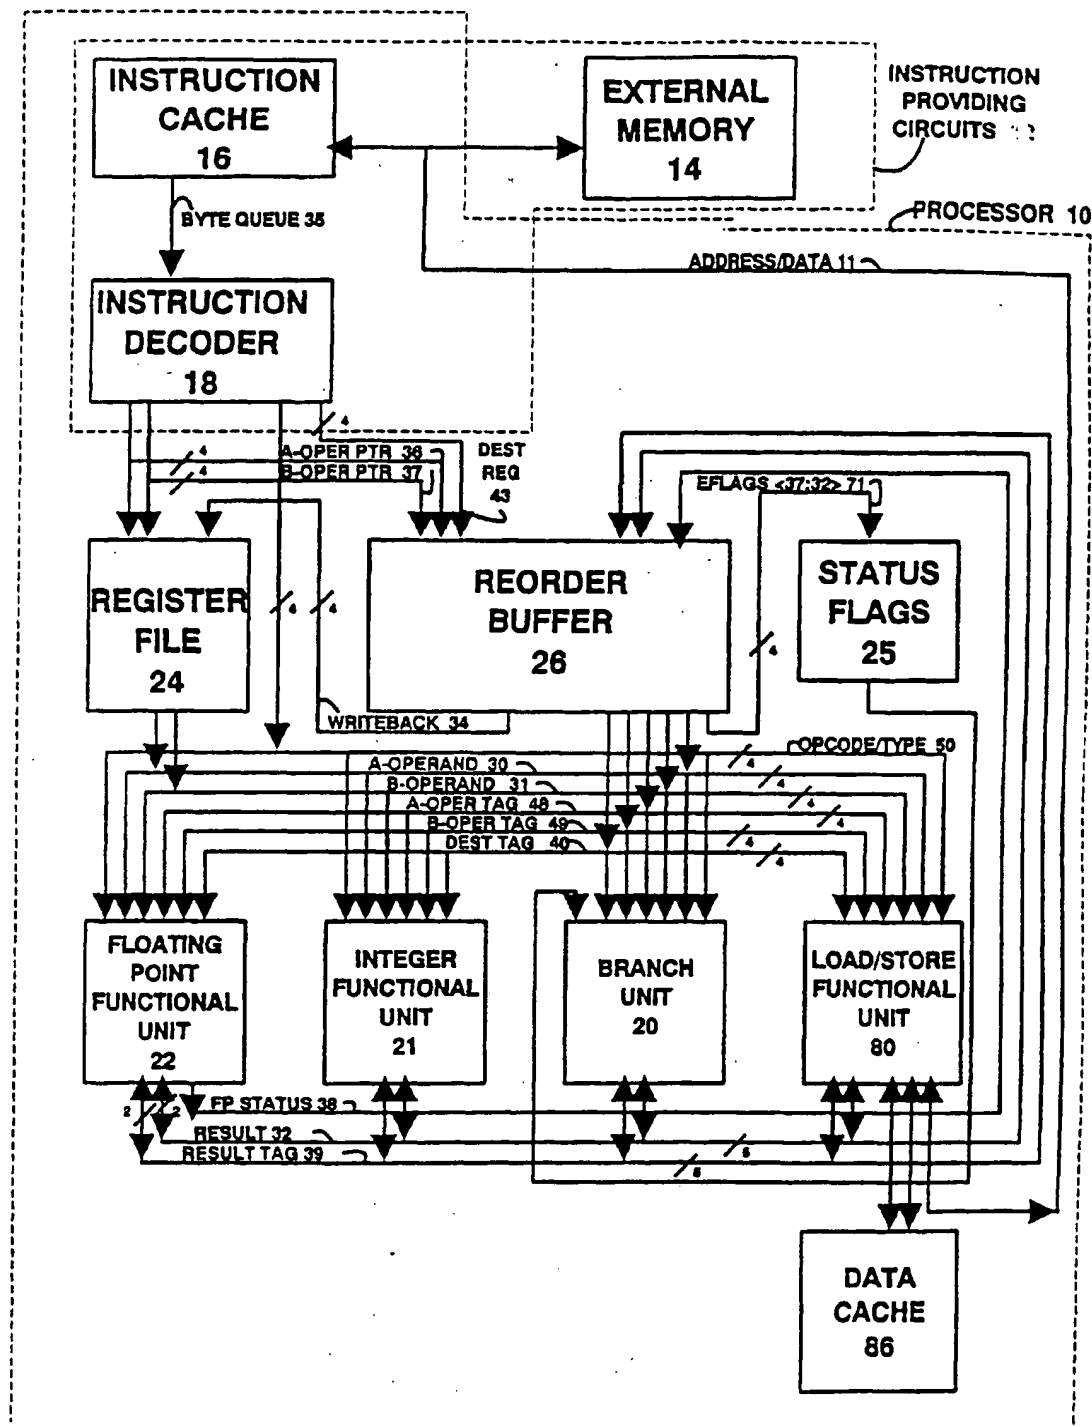 INSTRUCTION
CACHE
16
EXTERNAL
MEMORY
14
INSTRUCTION
PROVIDING
CIRCUITS
BYTE QUEUE 35
PROCESSOR 10
ADDRESS/DATA 11
INSTRUCTION
DECODER
18
4
4
A-OPER PTR 36
4
B-OPER PTR 37
DEST
REG
43
EFLAGS <37:32> 71
REGISTER
FILE
24
4
4
REORDER
BUFFER
26
4
STATUS
FLAGS
25
WRITEBACK 34
OPCODE/TYPE 50
4
A-OPERAND 30
4
B-OPERAND 31
4
A-OPER TAG 48
4
B-OPER TAG 49
4
DEST TAG 40
4
FLOATING
POINT
FUNCTIONAL
UNIT
22
INTEGER
FUNCTIONAL
UNIT
21
BRANCH
UNIT
20
LOAD/STORE
FUNCTIONAL
UNIT
80
2
2
FP STATUS 38
RESULT 32
RESULT TAG 39
DATA
CACHE
86